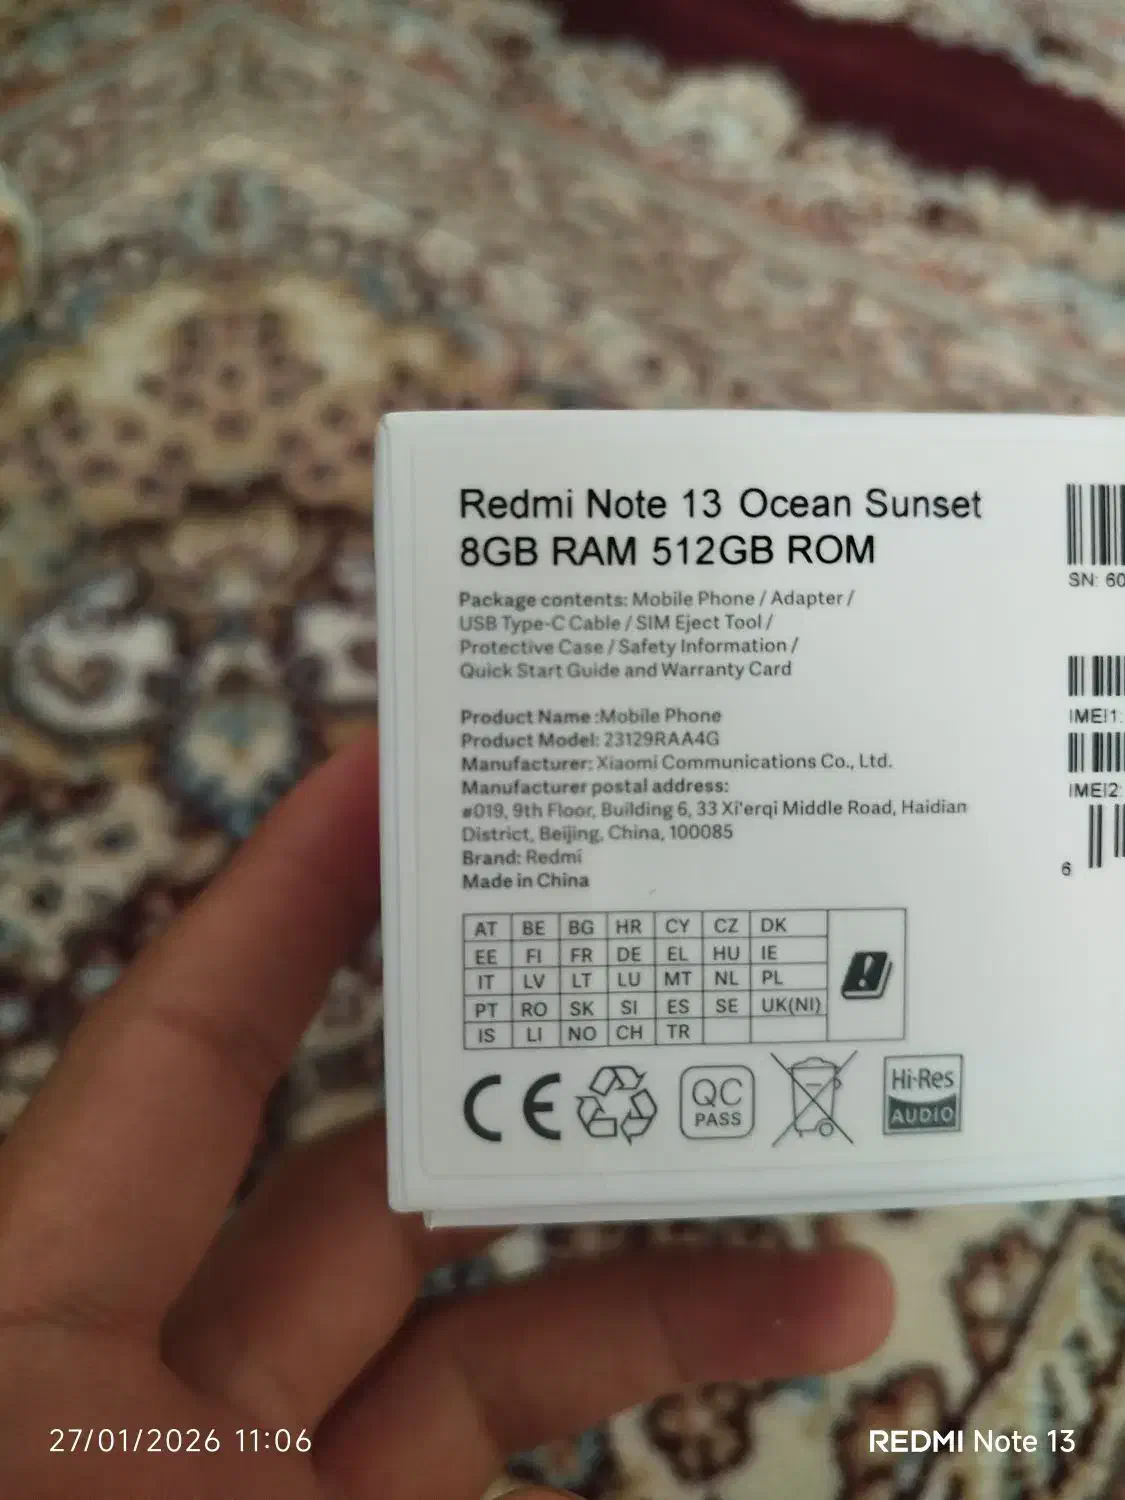 Redmi Note 13 Ocean Sunset
8GB RAM 512GB ROM
Package contents: Mobile Phone / Adapter /
USB Type-C Cable / SIM Eject Tool /
Protective Case / Safety Information /
Quick Start Guide and Warranty Card
Product Name :Mobile Phone
Product Model: 23129RAA4G
Manufacturer: Xiaomi Communications Co., Ltd.
Manufacturer postal address:
#019, 9th Floor, Building 6, 33 Xi'erqi Middle Road, Haidian
District, Beijing, China, 100085
Brand: Redmi
Made in China
AT BE BG HR CY CZ DK
EE FI FR DE EL HU IE
IT LV LT LU MT NL PL
PT RO SK SI ES SE UK(NI)
IS LI NO CH TR
CE
QC
PASS
Hi-Res
AUDIO
SN: 60
IMEI1:
IMEI2:
6
27/01/2026 11:06
REDMI Note 13